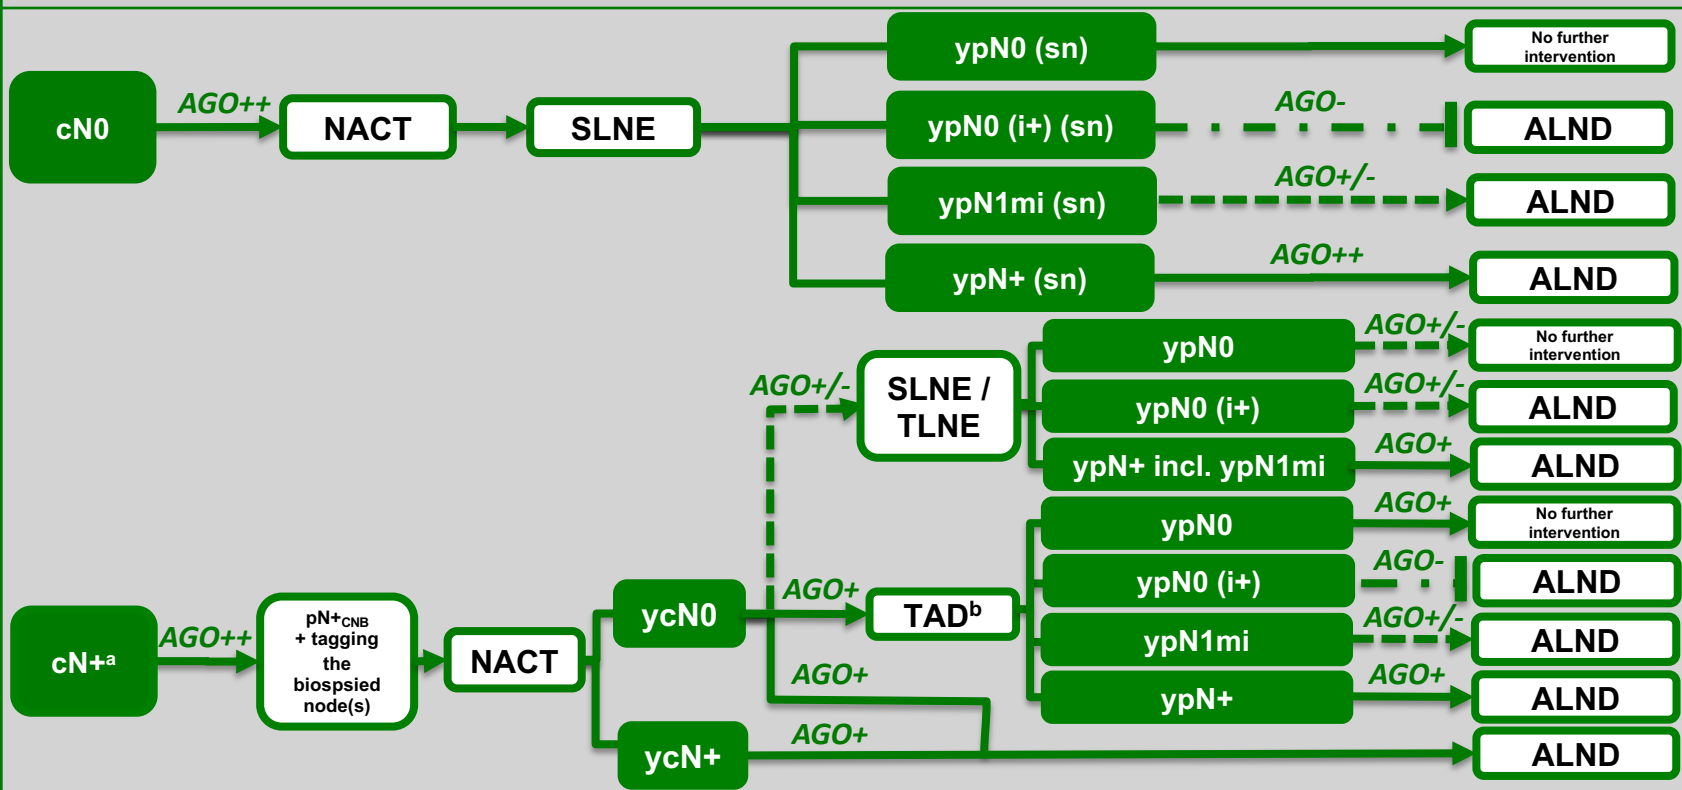 cN0
AGO++
NACT
SLNE
ypN0 (sn)
No further
intervention
ypN0 (i+) (sn)
AGO-
ALND
ypN1mi (sn)
AGO+/-
ALND
ypN+ (sn)
AGO++
ALND
cN+a
AGO++
pN+CNB
+ tagging
the
biospsied
node(s)
NACT
ycN0
AGO+/-
SLNE /
TLNE
ypN0
AGO+/-
No further
intervention
ypN0 (i+)
AGO+/-
ALND
ypN+ incl. ypN1mi
AGO+
ALND
AGO+
TADb
ypN0
AGO+
No further
intervention
ypN0 (i+)
AGO-
ALND
ypN1mi
AGO+/-
ALND
ypN+
AGO+
ALND
AGO+
ycN+
AGO+
ALND